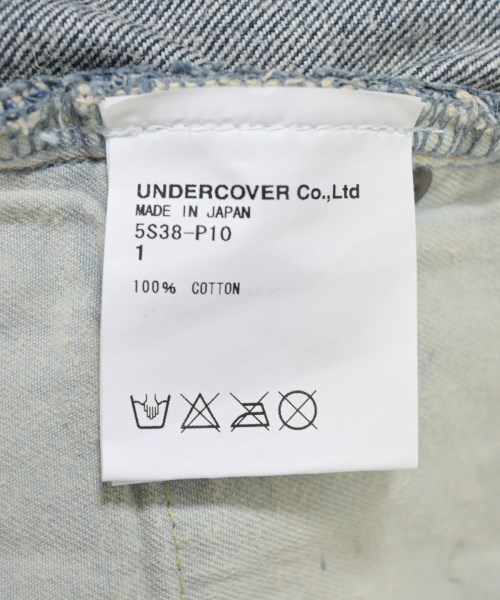 UNDERCOVER Co.,Ltd
MADE IN JAPAN
5S38-P10
1
100% COTTON